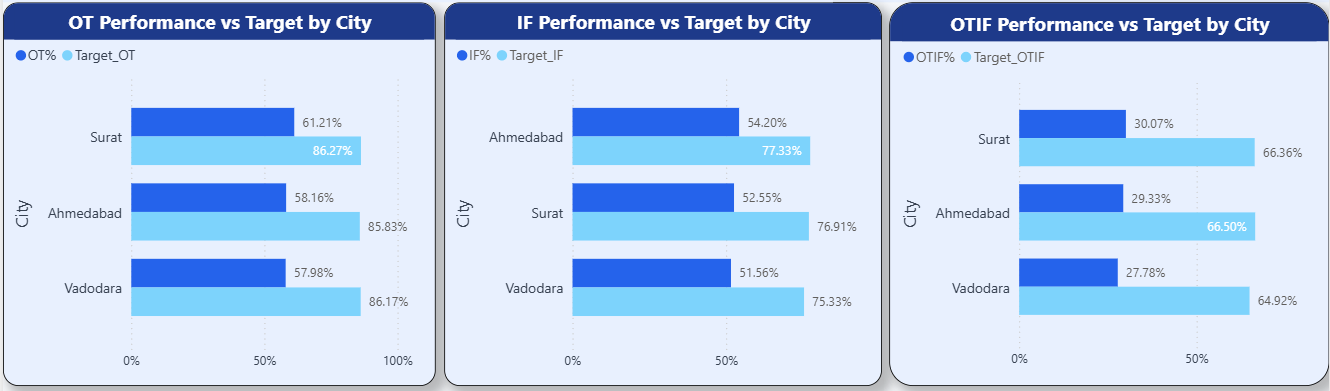 OT Performance vs Target by City
OT% Target_OT
City
Surat
61.21%
86.27%
Ahmedabad
58.16%
85.83%
Vadodara
57.98%
86.17%
0% 50% 100%
IF Performance vs Target by City
IF% Target_IF
City
Ahmedabad
54.20%
77.33%
Surat
52.55%
76.91%
Vadodara
51.56%
75.33%
0% 50%
OTIF Performance vs Target by City
OTIF% Target_OTIF
City
Surat
30.07%
66.36%
Ahmedabad
29.33%
66.50%
Vadodara
27.78%
64.92%
0% 50%